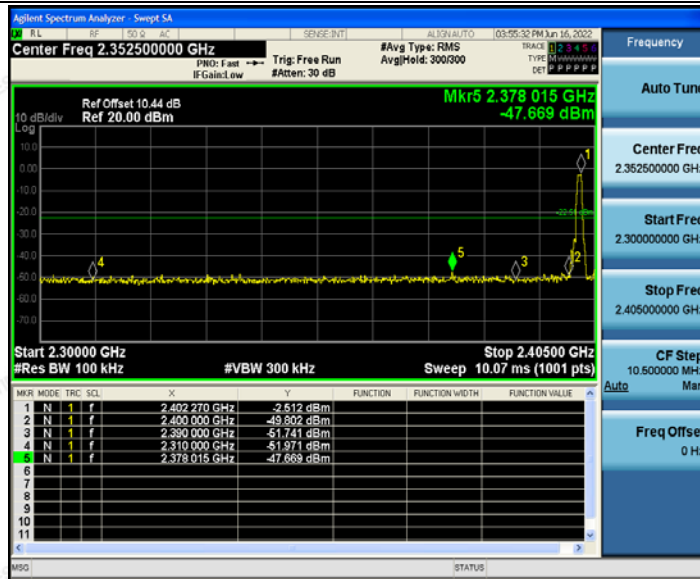 Agilent Spectrum Analyzer - Swept SA
RL RF 50 Ω AC SENSE:INT ALIGN AUTO 03:55:32 PM Jun 16, 2022
Center Freq 2.352500000 GHz
PNO: Fast
IFGain:Low
Trig: Free Run
#Atten: 30 dB
#Avg Type: RMS
Avg|Hold: 300/300
TRACE 1 2 3 4 5 6
TYPE M
DET P P P P P P
Ref Offset 10.44 dB
10 dB/div Ref 20.00 dBm
Log
Mkr5 2.378 015 GHz
-47.669 dBm
10.0
0.00
-10.0
-20.0
-30.0
-40.0
-50.0
-60.0
-70.0
1
2
3
4
5
Start 2.30000 GHz Stop 2.40500 GHz
#Res BW 100 kHz #VBW 300 kHz Sweep 10.07 ms (1001 pts)
MKR MODE TRC SCL X Y FUNCTION FUNCTION WIDTH FUNCTION VALUE
1 N 1 f 2.402 270 GHz -2.512 dBm
2 N 1 f 2.400 000 GHz -49.802 dBm
3 N 1 f 2.390 000 GHz -51.741 dBm
4 N 1 f 2.310 000 GHz -51.971 dBm
5 N 1 f 2.378 015 GHz -47.669 dBm
6
7
8
9
10
11
MSG STATUS
Frequency
Auto Tune
Center Freq
2.352500000 GHz
Start Freq
2.300000000 GHz
Stop Freq
2.405000000 GHz
CF Step
10.500000 MHz
Auto Man
Freq Offset
0 Hz